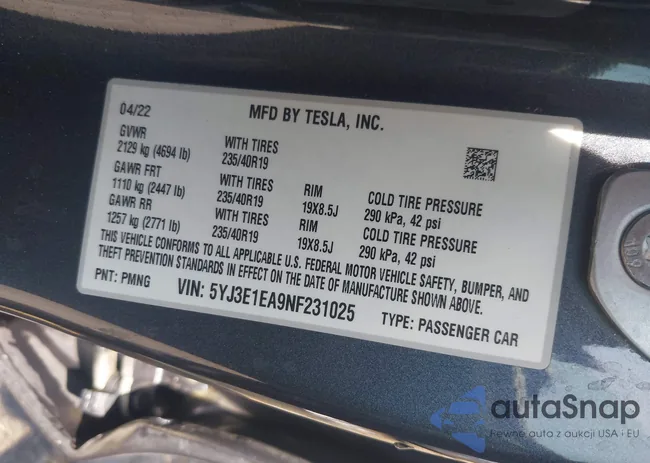 04/22 MFD BY TESLA, INC.
GVWR WITH TIRES
2129 kg (4694 lb) 235/40R19
GAWR FRT WITH TIRES RIM COLD TIRE PRESSURE
1110 kg (2447 lb) 235/40R19 19X8.5J 290 kPa, 42 psi
GAWR RR WITH TIRES RIM COLD TIRE PRESSURE
1257 kg (2771 lb) 235/40R19 19X8.5J 290 kPa, 42 psi
THIS VEHICLE CONFORMS TO ALL APPLICABLE U.S. FEDERAL MOTOR VEHICLE SAFETY, BUMPER, AND
THEFT PREVENTION STANDARDS IN EFFECT ON THE DATE OF MANUFACTURE SHOWN ABOVE.
PNT: PMNG VIN: 5YJ3E1EA9NF231025 TYPE: PASSENGER CAR
10.9
autaSnap
Pewne auta z aukcji USA i EU